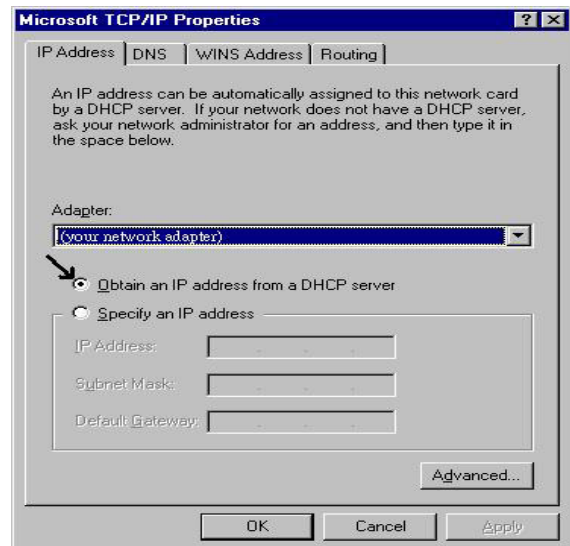 Microsoft TCP/IP Properties
IP Address DNS WINS Address Routing
An IP address can be automatically assigned to this network card
by a DHCP server. If your network does not have a DHCP server,
ask your network administrator for an address, and then type it in
the space below.
Adapter:
(your network adapter)
Obtain an IP address from a DHCP server
Specify an IP address
IP Address:
Subnet Mask:
Default Gateway:
Advanced...
OK Cancel Apply